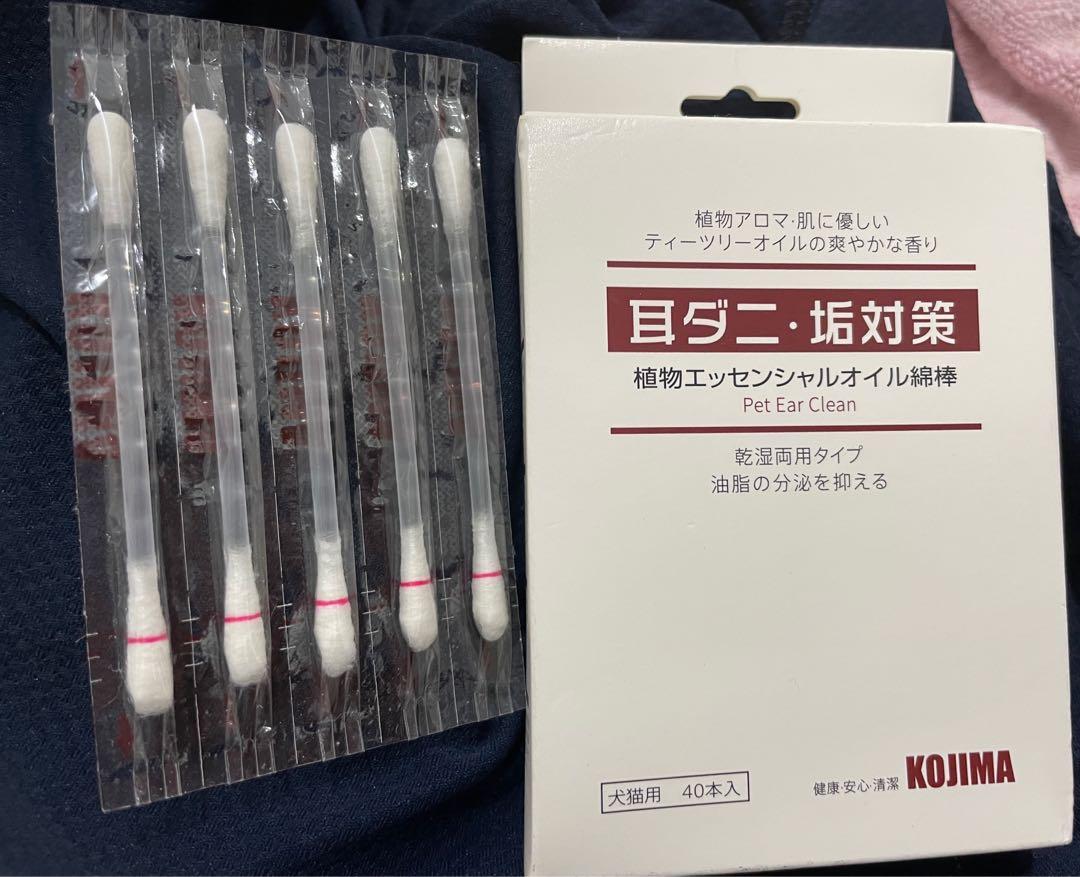 植物アロマ·肌に優しい
ティーツリーオイルの爽やかな香り
耳ダニ·垢対策
植物エッセンシャルオイル綿棒
Pet Ear Clean
乾湿両用タイプ
油脂の分泌を抑える
犬猫用 40本入
健康·安心·清潔 KOJIMA